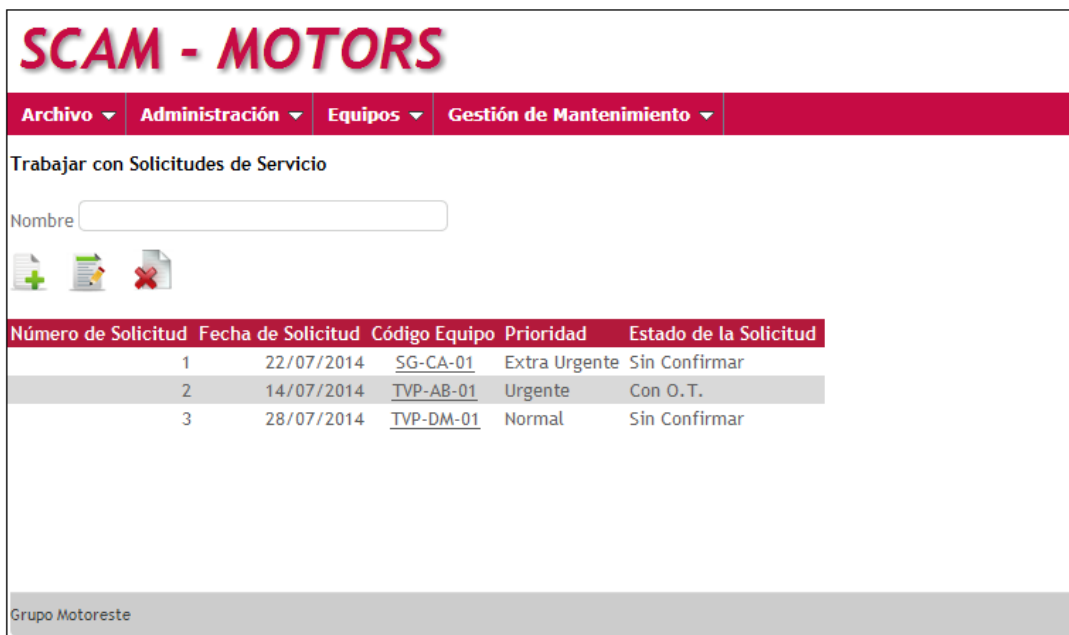 SCAM - MOTORS
Archivo Administración Equipos Gestión de Mantenimiento
Trabajar con Solicitudes de Servicio
Nombre
Número de Solicitud Fecha de Solicitud Código Equipo Prioridad Estado de la Solicitud
1 22/07/2014 SG-CA-01 Extra Urgente Sin Confirmar
2 14/07/2014 TVP-AB-01 Urgente Con O.T.
3 28/07/2014 TVP-DM-01 Normal Sin Confirmar
Grupo Motoreste